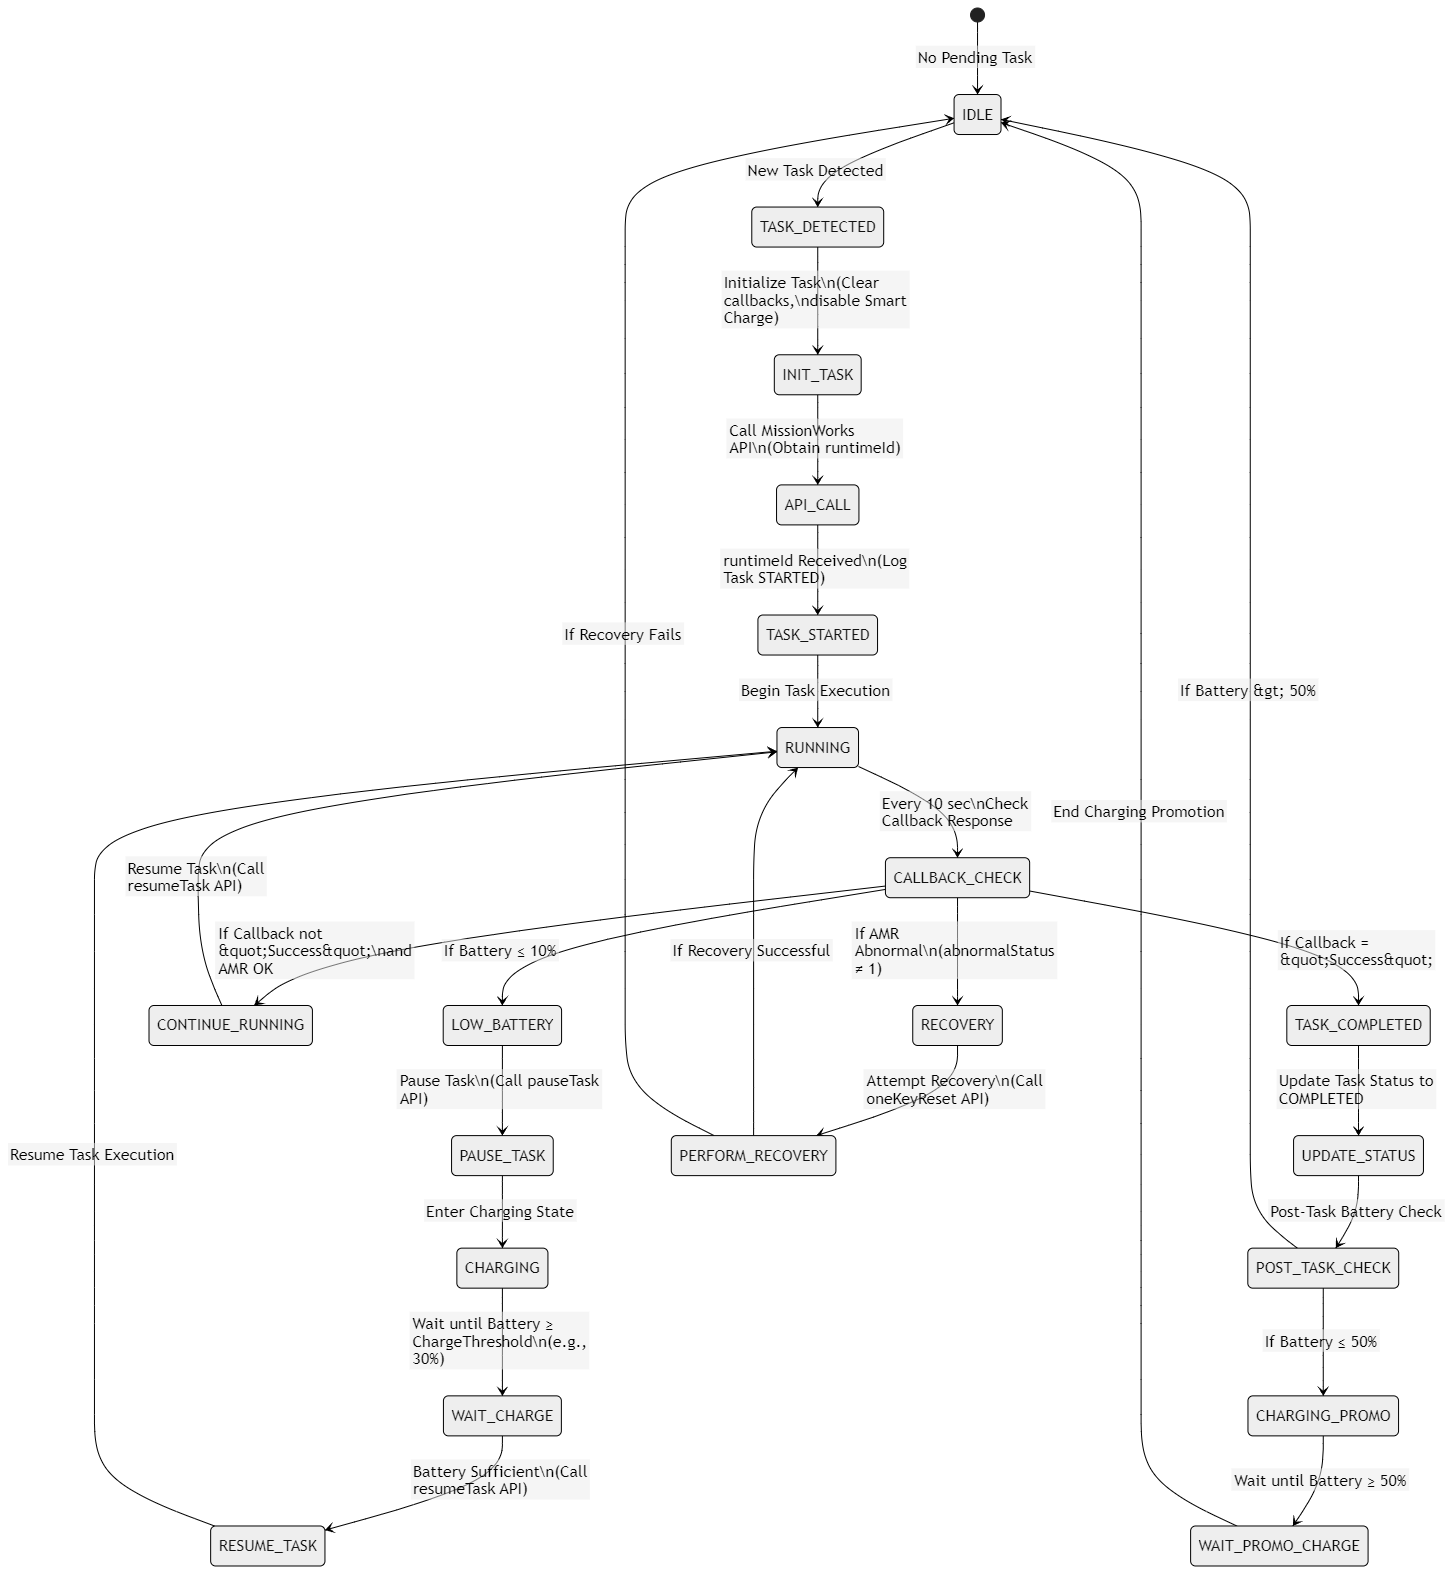 No Pending Task
IDLE
New Task Detected
TASK_DETECTED
Initialize Task\n(Clear
callbacks,\ndisable Smart
Charge)
INIT_TASK
Call MissionWorks
API\n(Obtain runtimeId)
API_CALL
runtimeId Received\n(Log
Task STARTED)
TASK_STARTED
If Recovery Fails
Begin Task Execution
If Battery &gt; 50%
RUNNING
Every 10 sec\nCheck
Callback Response
End Charging Promotion
Resume Task\n(Call
resumeTask API)
CALLBACK_CHECK
If Callback not
&quot;Success&quot;\nand
AMR OK
If Battery ≤ 10%
If Recovery Successful
If AMR
Abnormal\n(abnormalStatus
≠ 1)
If Callback =
&quot;Success&quot;
CONTINUE_RUNNING
LOW_BATTERY
RECOVERY
TASK_COMPLETED
Pause Task\n(Call pauseTask
API)
Attempt Recovery\n(Call
oneKeyReset API)
Update Task Status to
COMPLETED
Resume Task Execution
PAUSE_TASK
PERFORM_RECOVERY
UPDATE_STATUS
Enter Charging State
Post-Task Battery Check
CHARGING
POST_TASK_CHECK
Wait until Battery ≥
ChargeThreshold\n(e.g.,
30%)
If Battery ≤ 50%
WAIT_CHARGE
CHARGING_PROMO
Battery Sufficient\n(Call
resumeTask API)
Wait until Battery ≥ 50%
RESUME_TASK
WAIT_PROMO_CHARGE